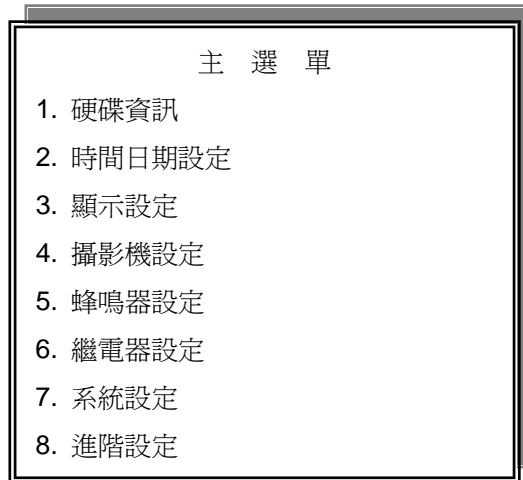 主 選 單
1. 硬碟資訊
2. 時間日期設定
3. 顯示設定
4. 攝影機設定
5. 蜂鳴器設定
6. 繼電器設定
7. 系統設定
8. 進階設定